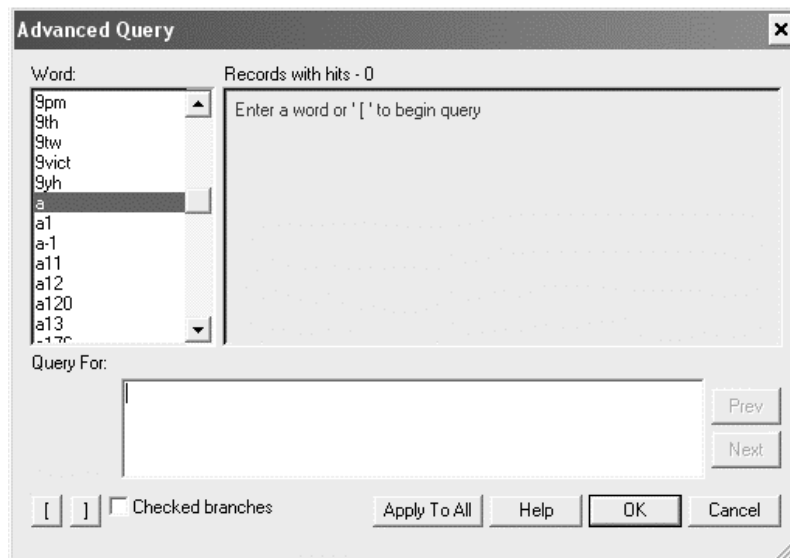 Advanced Query
Word:
Records with hits - 0
9pm
9th
9tw
9vict
9yh
a
a1
a-1
a11
a12
a120
a13
Enter a word or ' [ ' to begin query
Query For:
Prev
Next
[ ] Checked branches Apply To All Help OK Cancel